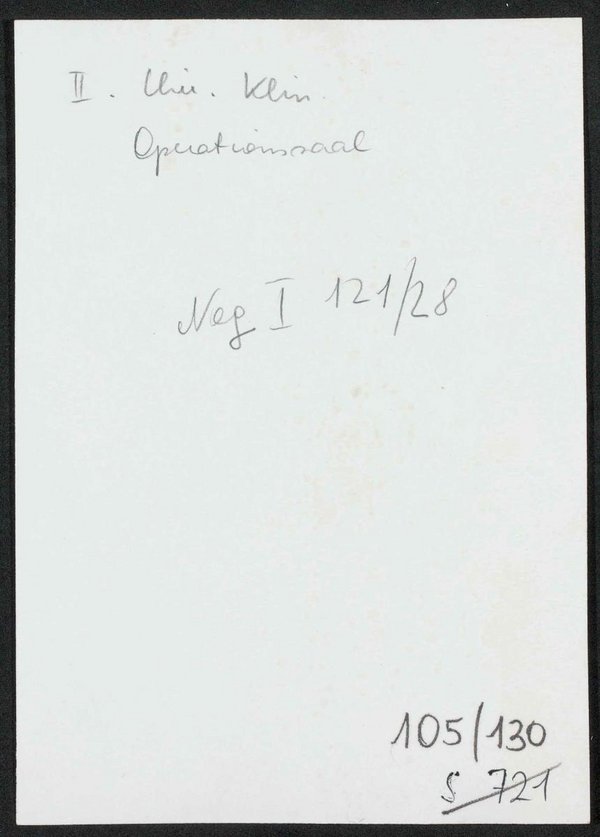 II. Chir. Klin.
Operationssaal
Neg I 121/28
105/130
S 721